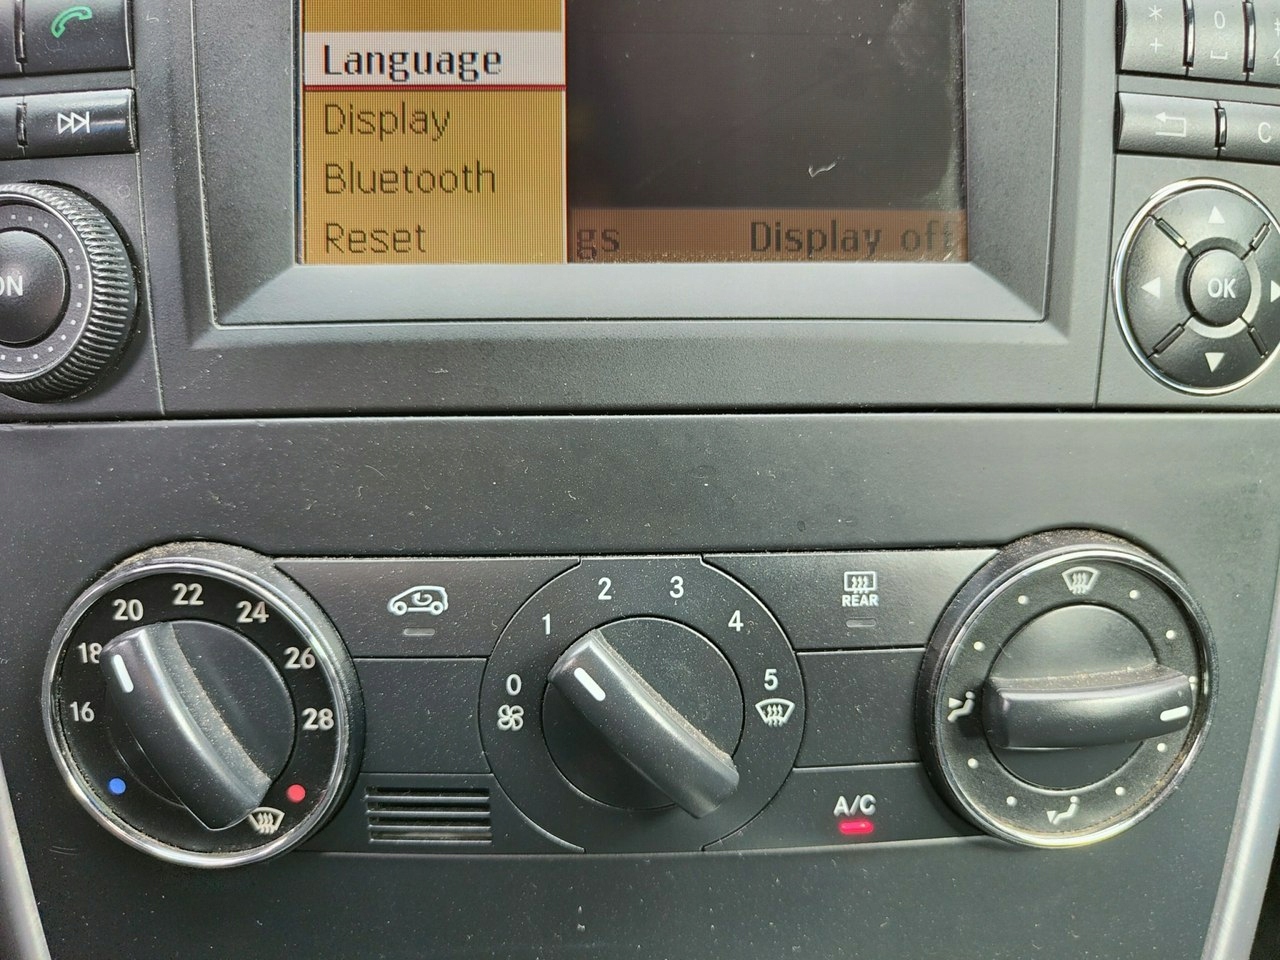 * 0
+
Language
Display
Bluetooth
Reset
gs Display off
C
ON
OK
16 18 20 22 24 26 28
0 1 2 3 4 5
REAR
A/C